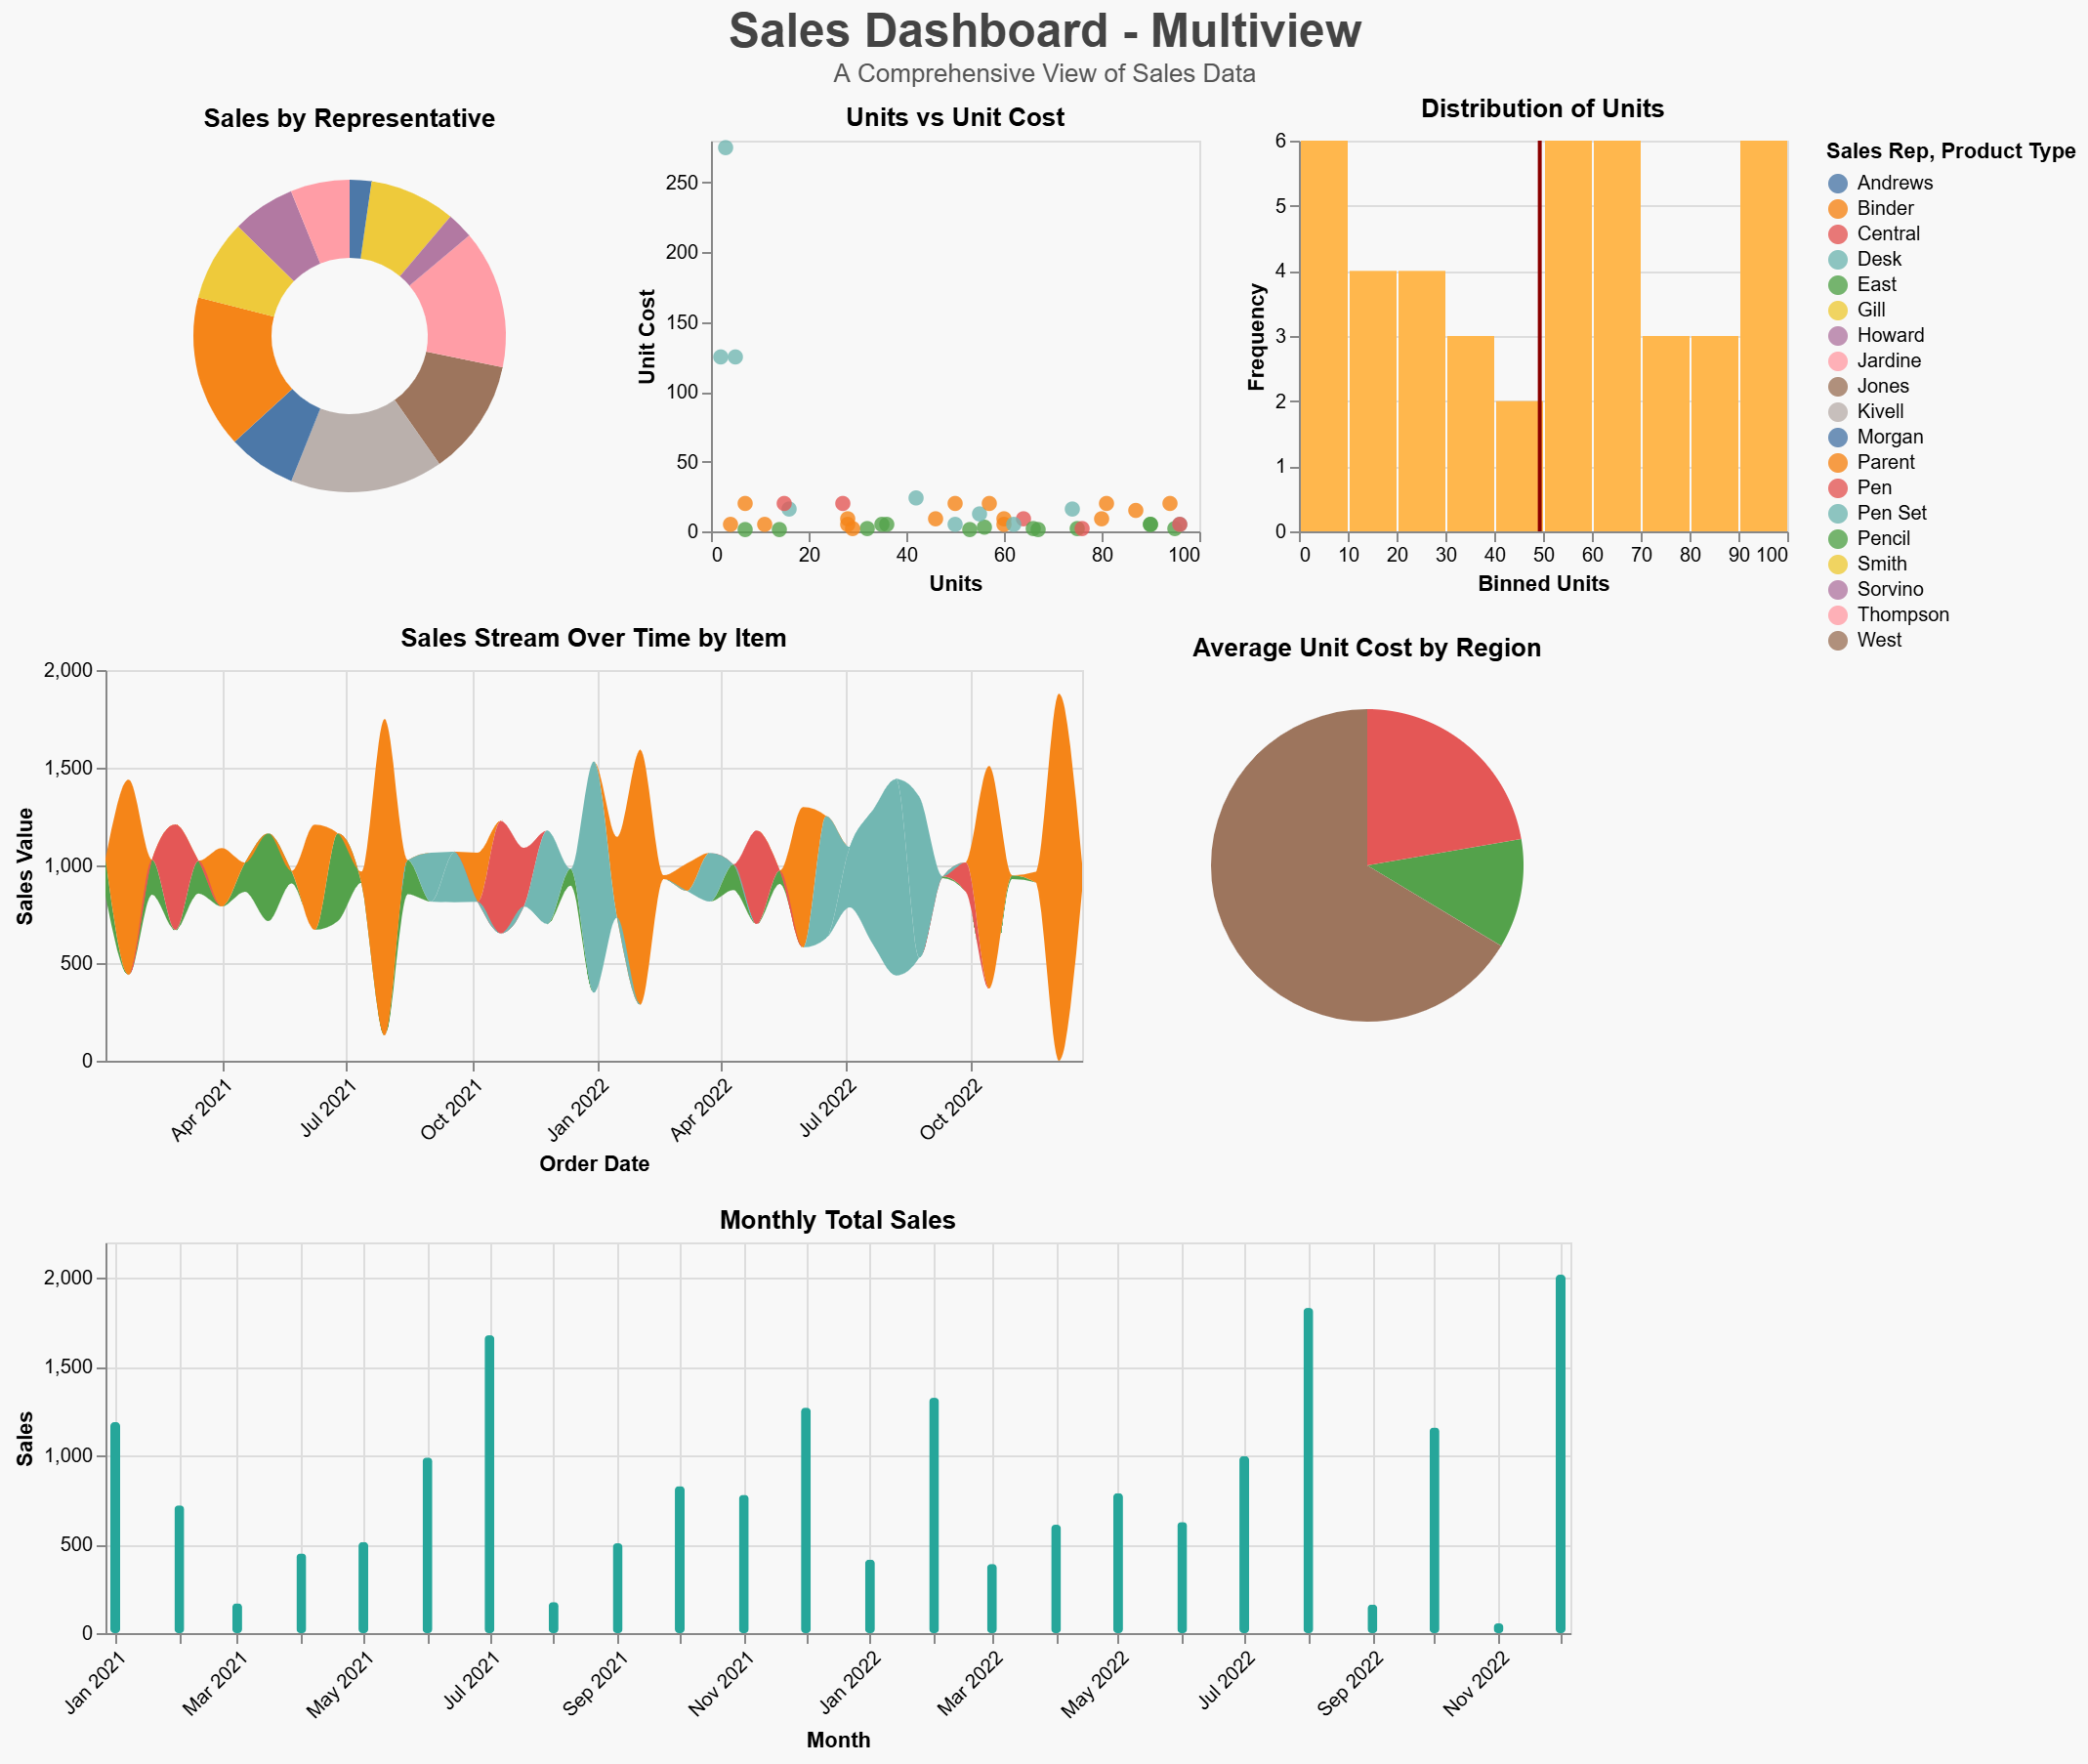 Sales Dashboard - Multiview
A Comprehensive View of Sales Data
Sales by Representative
Units vs Unit Cost
Unit Cost
250
200
150
100
50
0
0 20 40 60 80 100
Units
Distribution of Units
Frequency
6
5
4
3
2
1
0
0 10 20 30 40 50 60 70 80 90 100
Binned Units
Sales Rep, Product Type
Andrews
Binder
Central
Desk
East
Gill
Howard
Jardine
Jones
Kivell
Morgan
Parent
Pen
Pen Set
Pencil
Smith
Sorvino
Thompson
West
Sales Stream Over Time by Item
Sales Value
2,000
1,500
1,000
500
0
Apr 2021 Jul 2021 Oct 2021 Jan 2022 Apr 2022 Jul 2022 Oct 2022
Order Date
Average Unit Cost by Region
Monthly Total Sales
Sales
2,000
1,500
1,000
500
0
Jan 2021 Mar 2021 May 2021 Jul 2021 Sep 2021 Nov 2021 Jan 2022 Mar 2022 May 2022 Jul 2022 Sep 2022 Nov 2022
Month